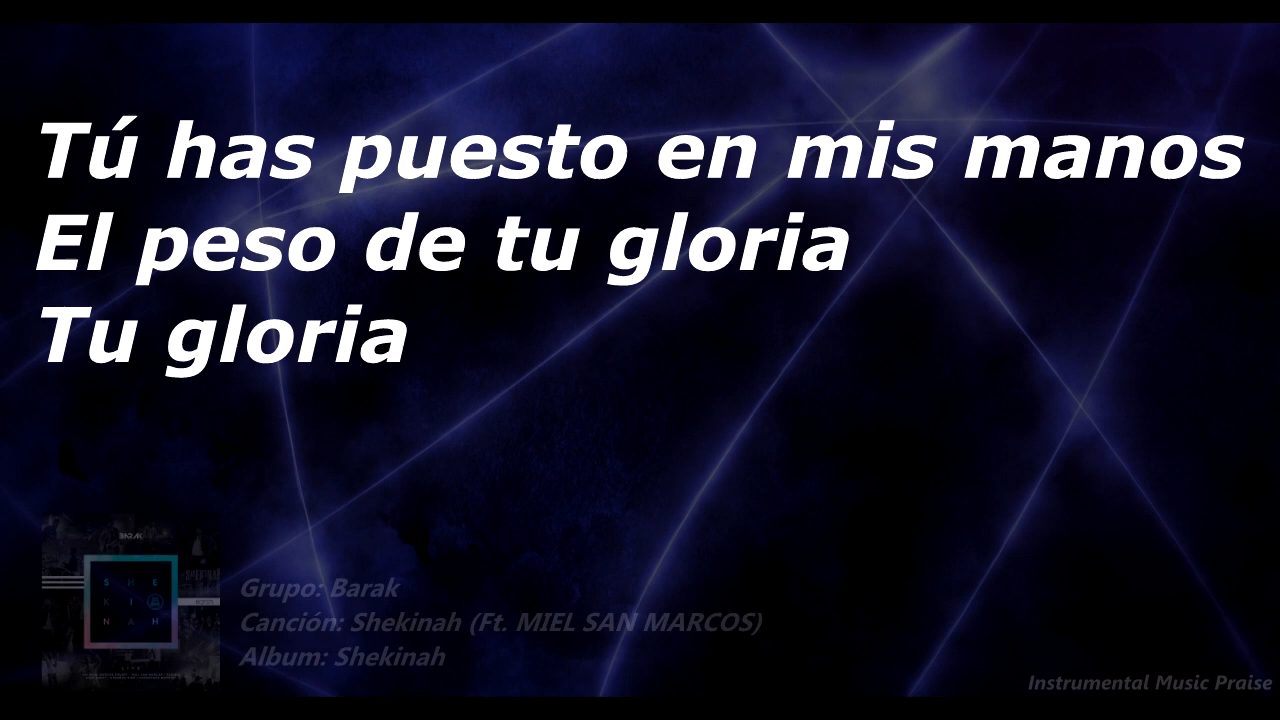 Tú has puesto en mis manos
El peso de tu gloria
Tu gloria
BARAK
S H E
K I
N A H
Grupo: Barak
Canción: Shekinah (Ft. MIEL SAN MARCOS)
Album: Shekinah
Instrumental Music Praise